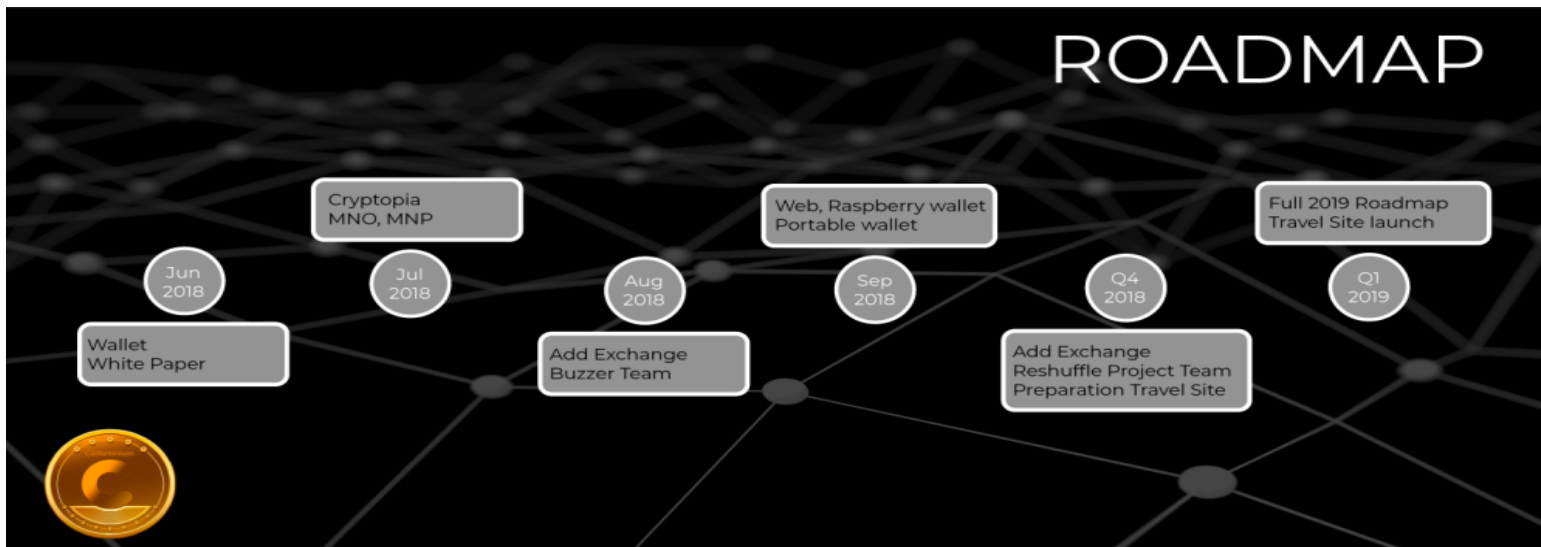 ROADMAP
Jun
2018
Wallet
White Paper
Cryptopia
MNO, MNP
Jul
2018
Aug
2018
Add Exchange
Buzzer Team
Web, Raspberry wallet
Portable wallet
Sep
2018
Q4
2018
Add Exchange
Reshuffle Project Team
Preparation Travel Site
Full 2019 Roadmap
Travel Site launch
Q1
2019